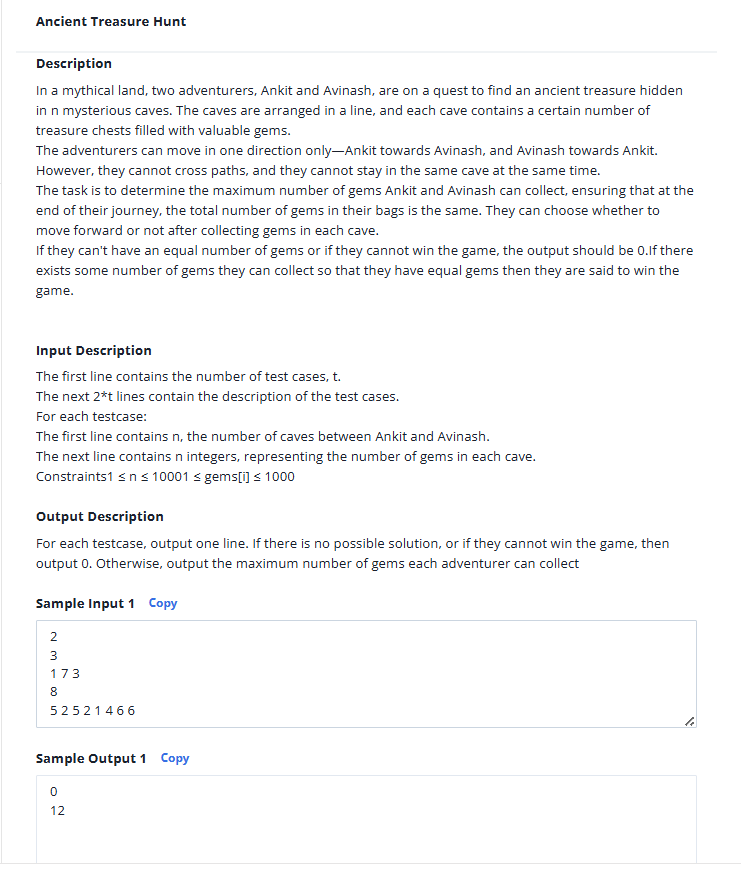 Ancient Treasure Hunt
Description
In a mythical land, two adventurers, Ankit and Avinash, are on a quest to find an ancient treasure hidden
in n mysterious caves. The caves are arranged in a line, and each cave contains a certain number of
treasure chests filled with valuable gems.
The adventurers can move in one direction only—Ankit towards Avinash, and Avinash towards Ankit.
However, they cannot cross paths, and they cannot stay in the same cave at the same time.
The task is to determine the maximum number of gems Ankit and Avinash can collect, ensuring that at the
end of their journey, the total number of gems in their bags is the same. They can choose whether to
move forward or not after collecting gems in each cave.
If they can't have an equal number of gems or if they cannot win the game, the output should be 0.If there
exists some number of gems they can collect so that they have equal gems then they are said to win the
game.
Input Description
The first line contains the number of test cases, t.
The next 2*t lines contain the description of the test cases.
For each testcase:
The first line contains n, the number of caves between Ankit and Avinash.
The next line contains n integers, representing the number of gems in each cave.
Constraints1 ≤ n ≤ 10001 ≤ gems[i] ≤ 1000
Output Description
For each testcase, output one line. If there is no possible solution, or if they cannot win the game, then
output 0. Otherwise, output the maximum number of gems each adventurer can collect
Sample Input 1 Copy
2
3
1 7 3
8
5 2 5 2 1 4 6 6
Sample Output 1 Copy
0
12